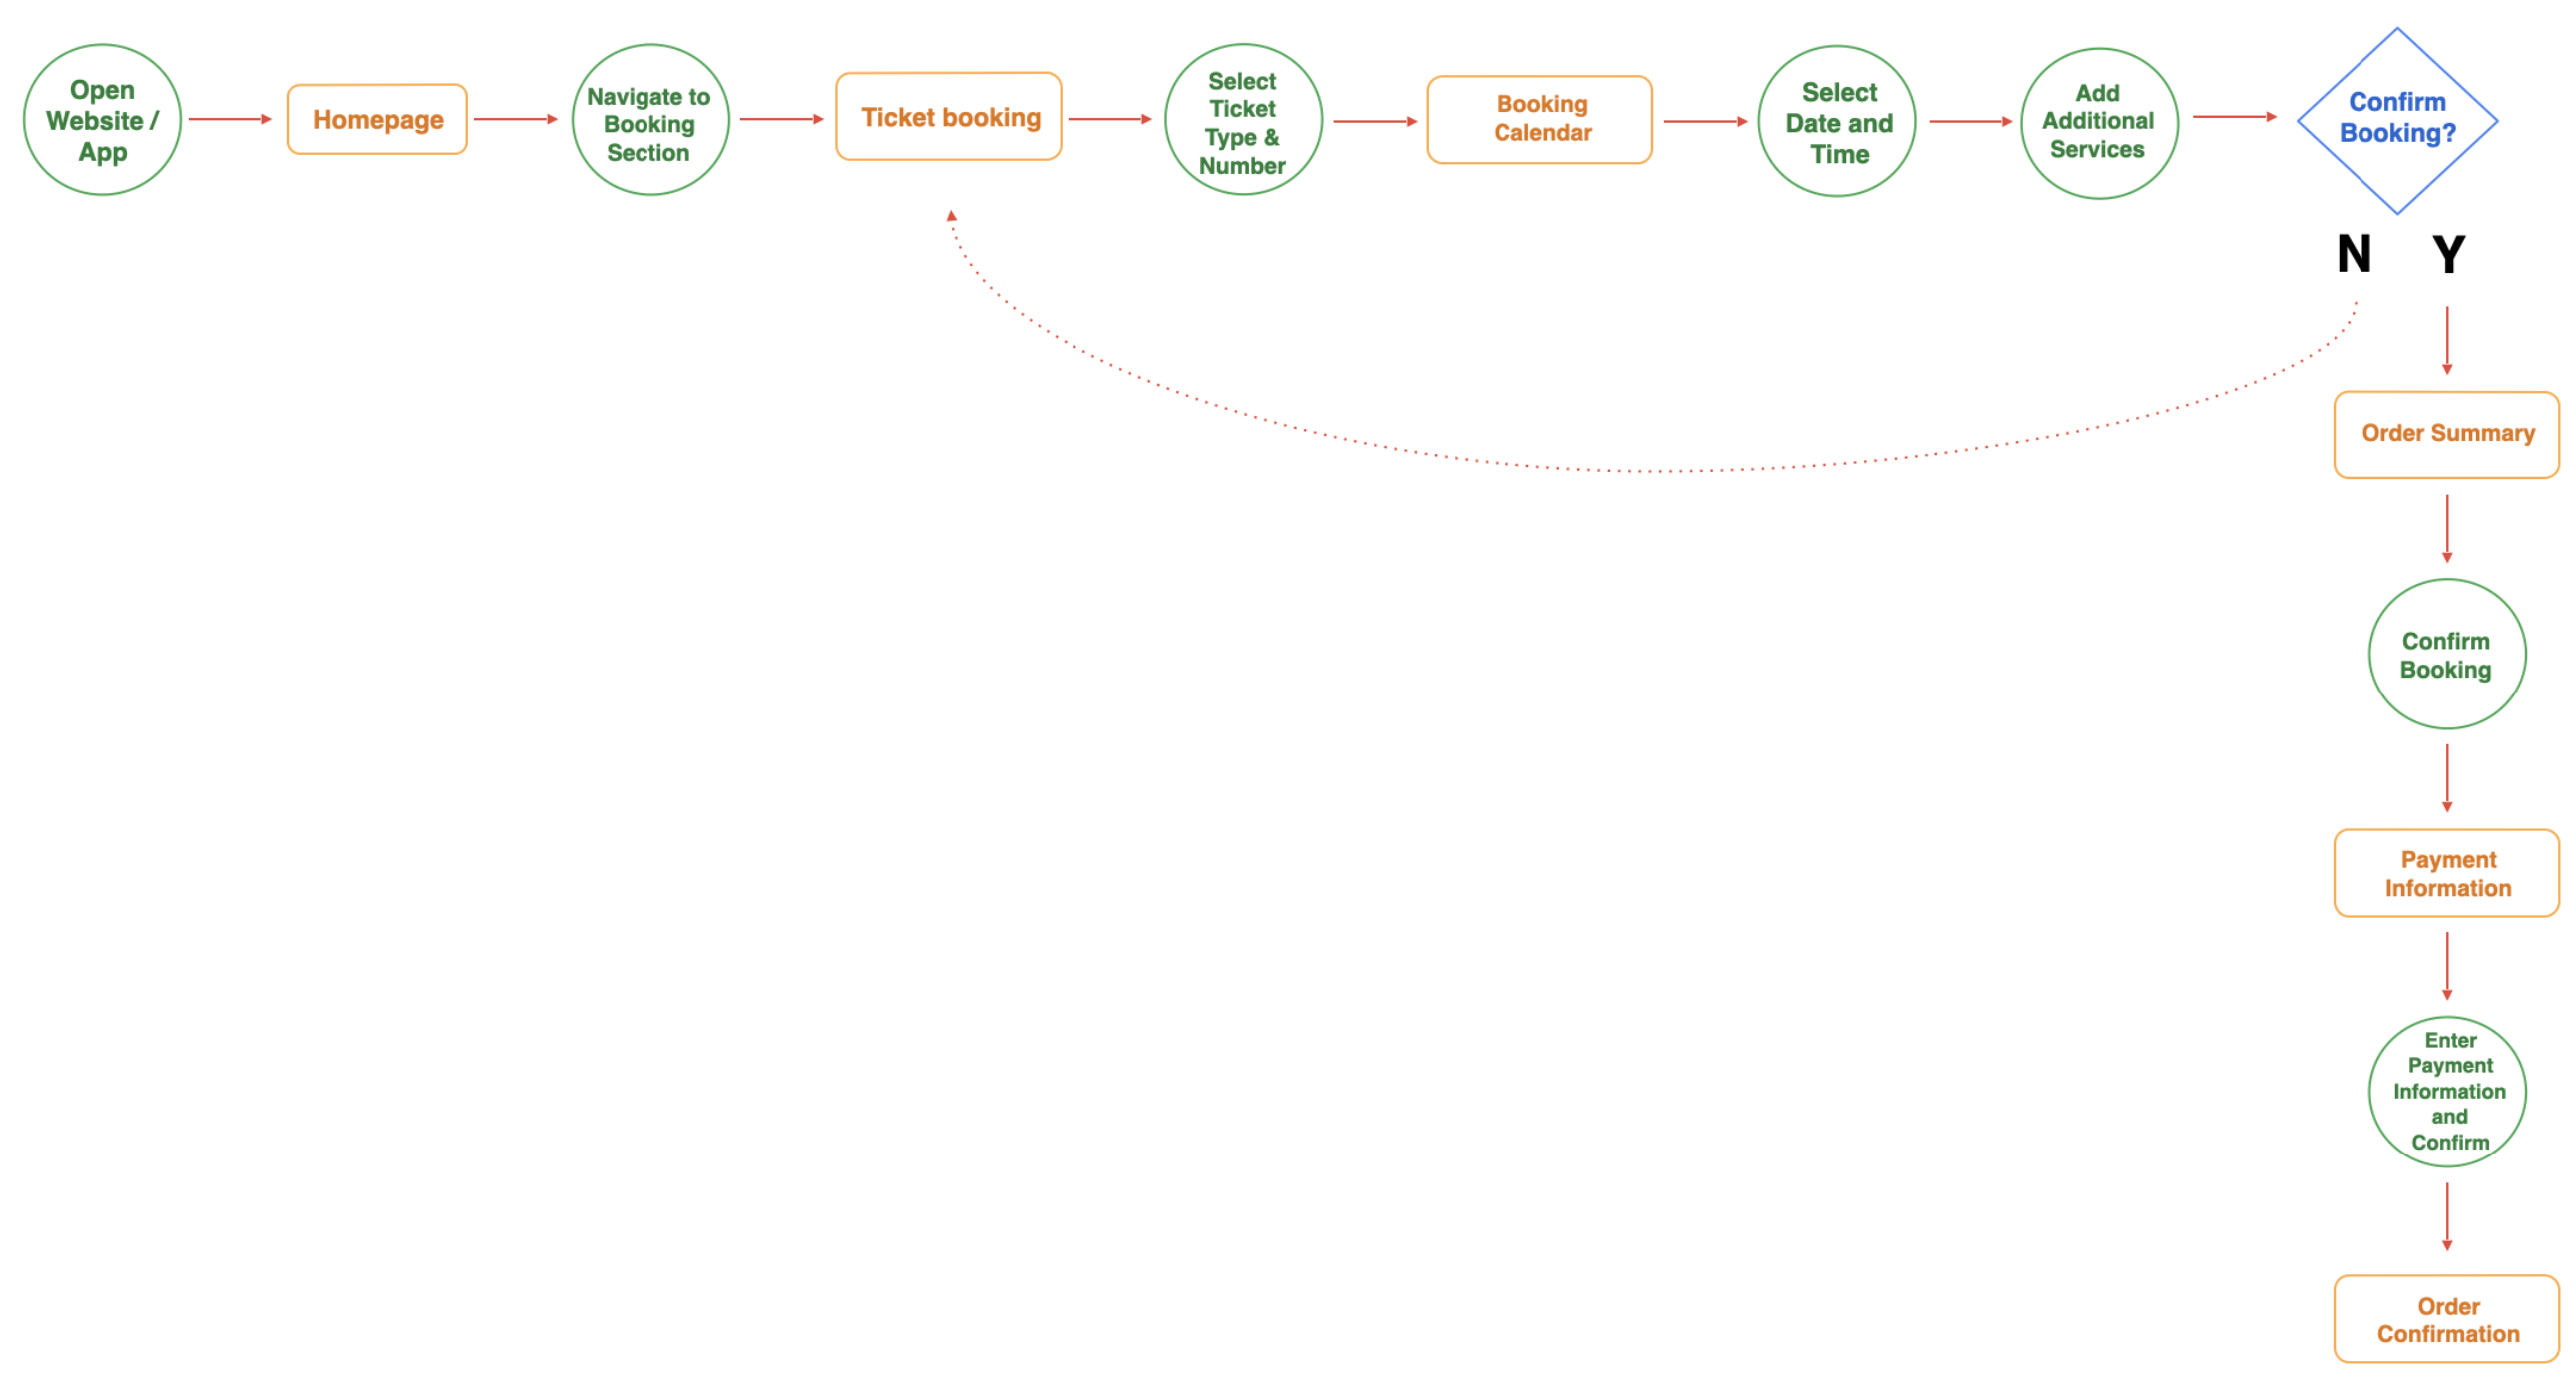 Open
Website /
App
Homepage
Navigate to
Booking
Section
Ticket booking
Select
Ticket
Type &
Number
Booking
Calendar
Select
Date and
Time
Add
Additional
Services
Confirm
Booking?
N Y
Order Summary
Confirm
Booking
Payment
Information
Enter
Payment
Information
and
Confirm
Order
Confirmation